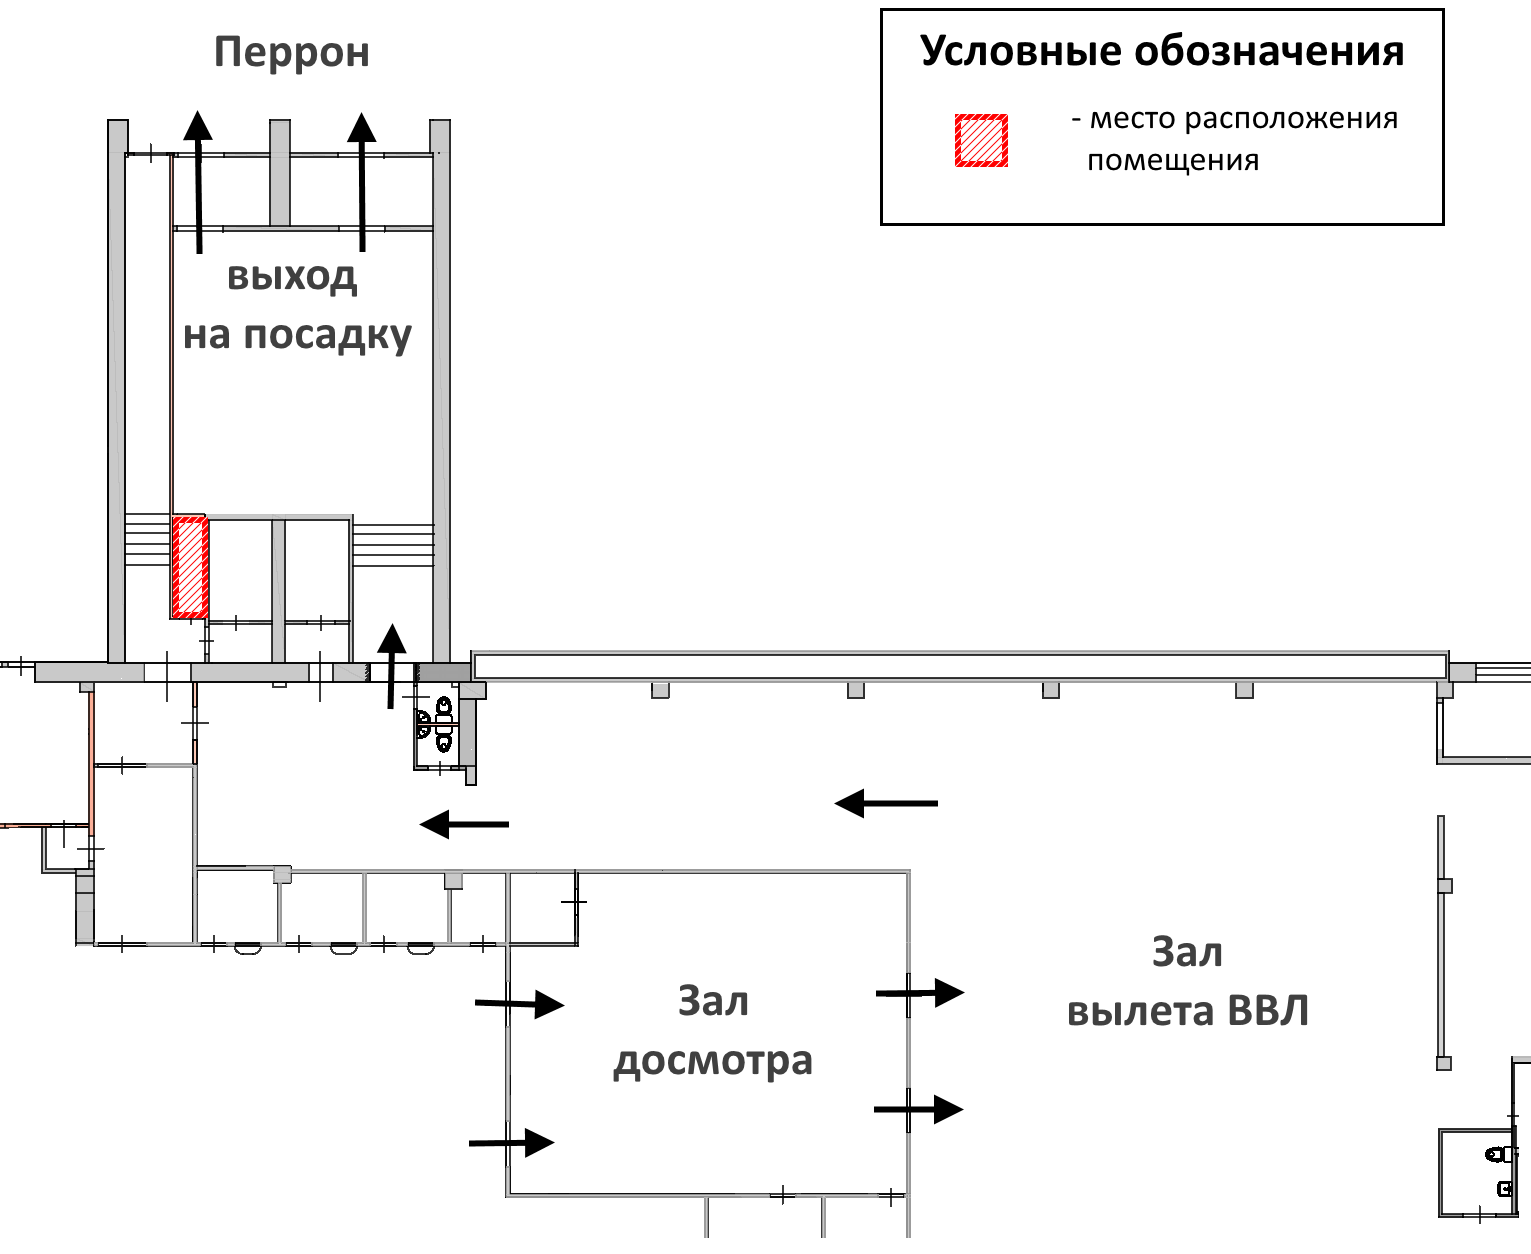 Перрон
Условные обозначения
- место расположения
помещения
выход
на посадку
Зал
вылета ВВЛ
Зал
досмотра